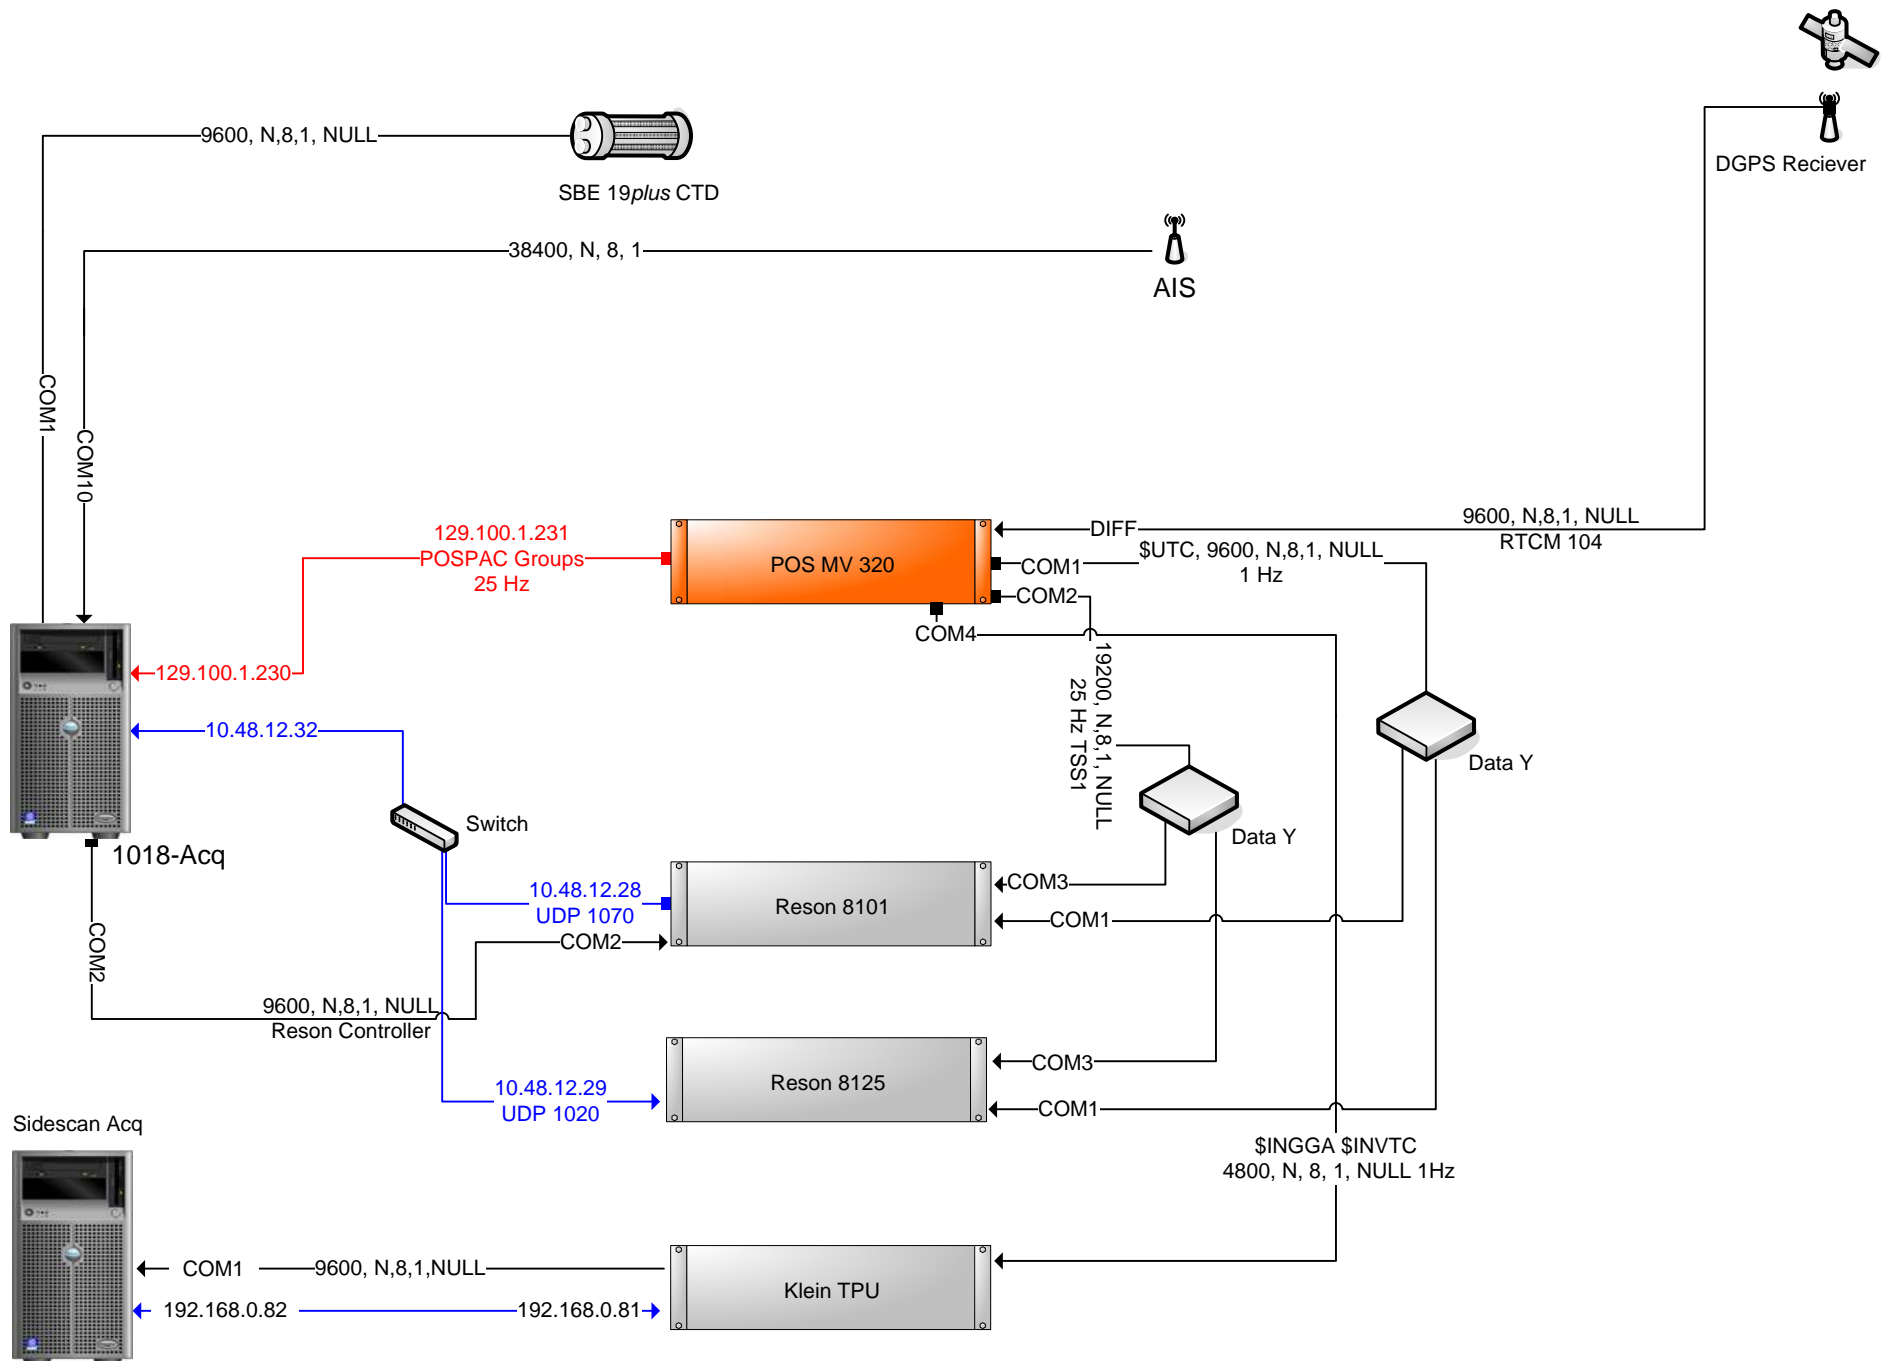 9600, N,8,1, NULL
SBE 19plus CTD
DGPS Reciever
38400, N, 8, 1
AIS
COM1
COM10
129.100.1.231
POSPAC Groups
25 Hz
POS MV 320
DIFF
9600, N,8,1, NULL
RTCM 104
COM1
$UTC, 9600, N,8,1, NULL
1 Hz
COM2
COM4
19200, N,8,1, NULL
25 Hz TSS1
129.100.1.230
10.48.12.32
Data Y
Switch
Data Y
1018-Acq
10.48.12.28
UDP 1070
Reson 8101
COM3
COM1
COM2
COM2
9600, N,8,1, NULL
Reson Controller
10.48.12.29
UDP 1020
Reson 8125
COM3
COM1
Sidescan Acq
$INGGA $INVTC
4800, N, 8, 1, NULL 1Hz
COM1
9600, N,8,1,NULL
Klein TPU
192.168.0.82
192.168.0.81